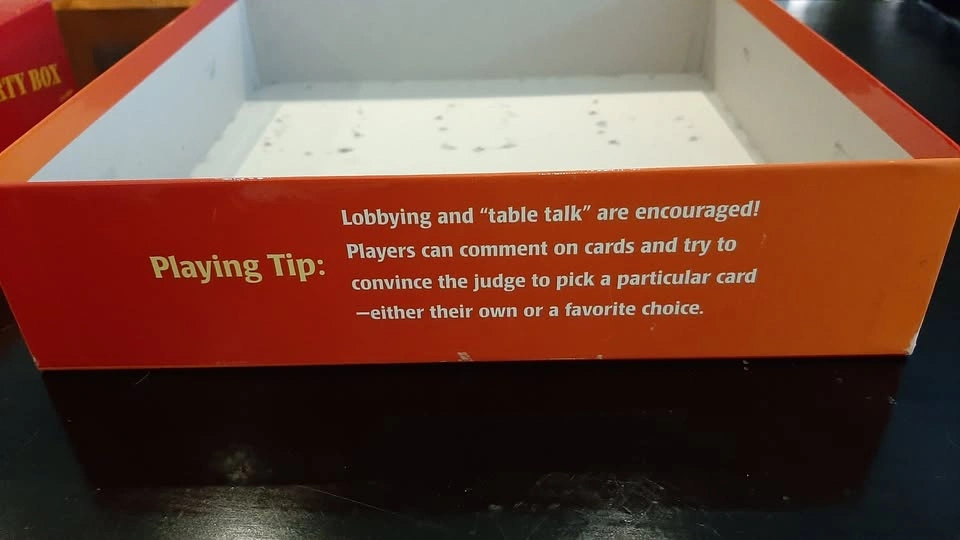 RTY BOX
Playing Tip:
Lobbying and “table talk” are encouraged!
Players can comment on cards and try to
convince the judge to pick a particular card
—either their own or a favorite choice.